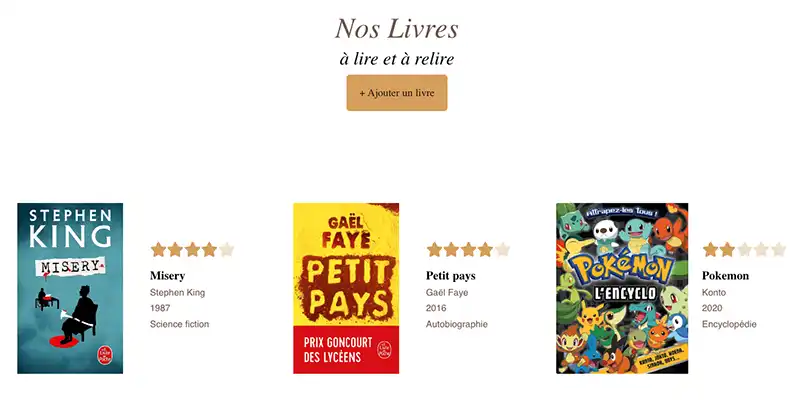 Nos Livres
à lire et à relire
+ Ajouter un livre
STEPHEN
KING
MISERY
Misery
Stephen King
1987
Science fiction
GAËL
FAYE
PETIT
PAYS
PRIX GONCOURT
DES LYCÉENS
Petit pays
Gaël Faye
2016
Autobiographie
Attrapez-les Tous !
POKÉMON
L'ENCYCLO
Pokemon
Konto
2020
Encyclopédie